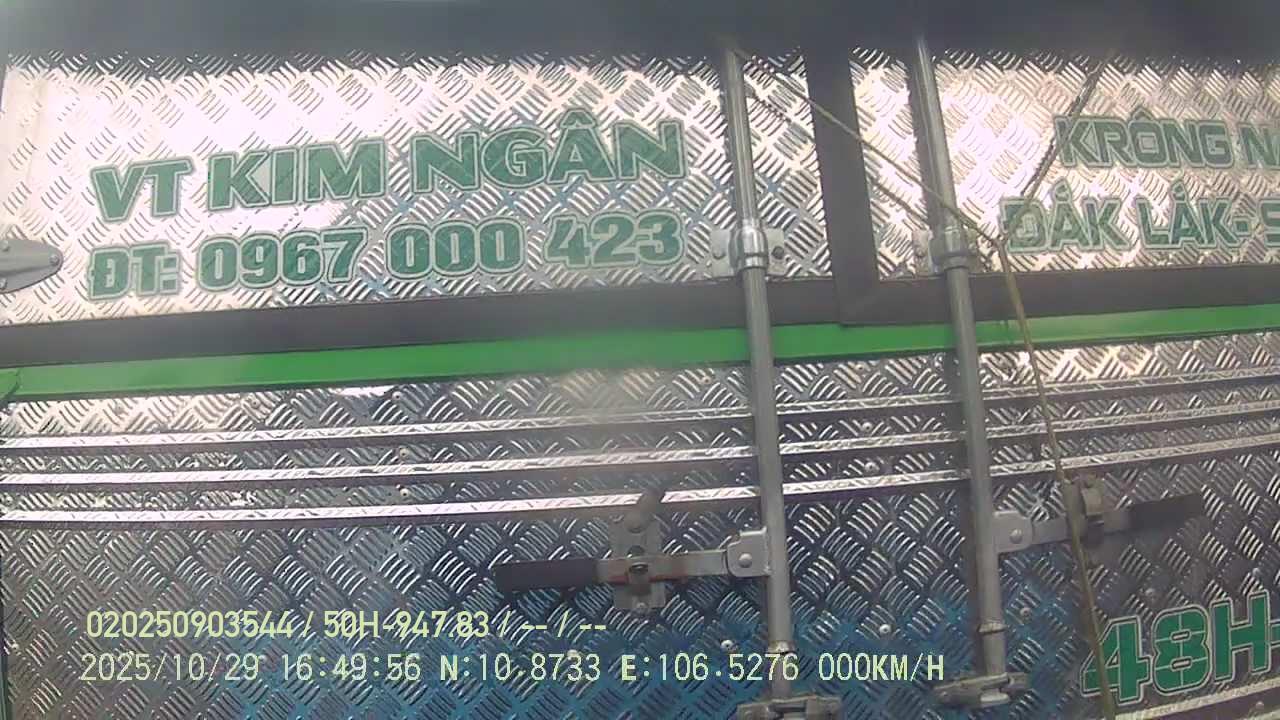 VT KIM NGÂN
ĐT: 0967 000 423
KRÔNG NĂ
ĐẮK LẮK- S
48H-
020250903544 / 50H-947.83 / -- / --
2025/10/29 16:49:56 N:10.8733 E:106.5276 000KM/H